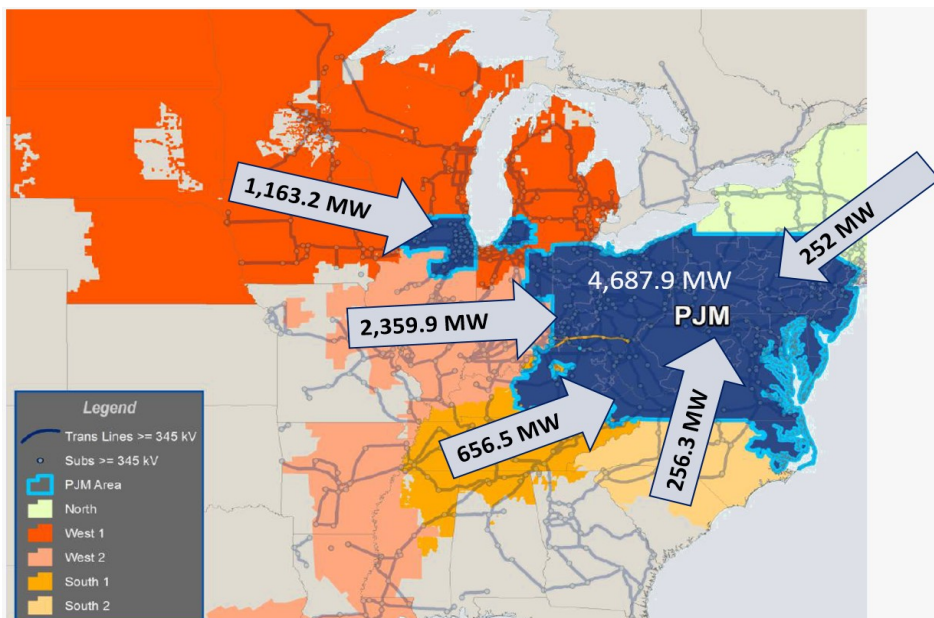 1,163.2 MW
252 MW
4,687.9 MW
PJM
2,359.9 MW
656.5 MW
256.3 MW
Legend
Trans Lines >= 345 kV
Subs >= 345 kV
PJM Area
North
West 1
West 2
South 1
South 2